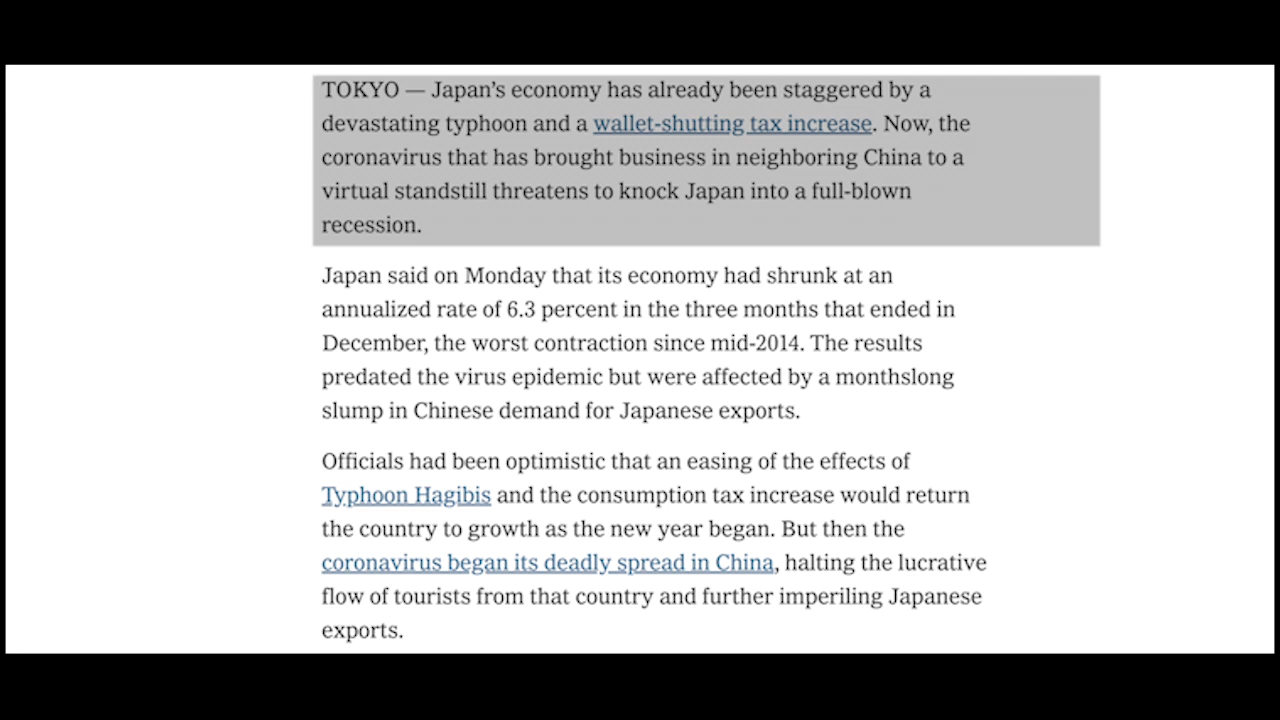 TOKYO — Japan’s economy has already been staggered by a
devastating typhoon and a wallet-shutting tax increase. Now, the
coronavirus that has brought business in neighboring China to a
virtual standstill threatens to knock Japan into a full-blown
recession.
Japan said on Monday that its economy had shrunk at an
annualized rate of 6.3 percent in the three months that ended in
December, the worst contraction since mid-2014. The results
predated the virus epidemic but were affected by a monthslong
slump in Chinese demand for Japanese exports.
Officials had been optimistic that an easing of the effects of
Typhoon Hagibis and the consumption tax increase would return
the country to growth as the new year began. But then the
coronavirus began its deadly spread in China, halting the lucrative
flow of tourists from that country and further imperiling Japanese
exports.